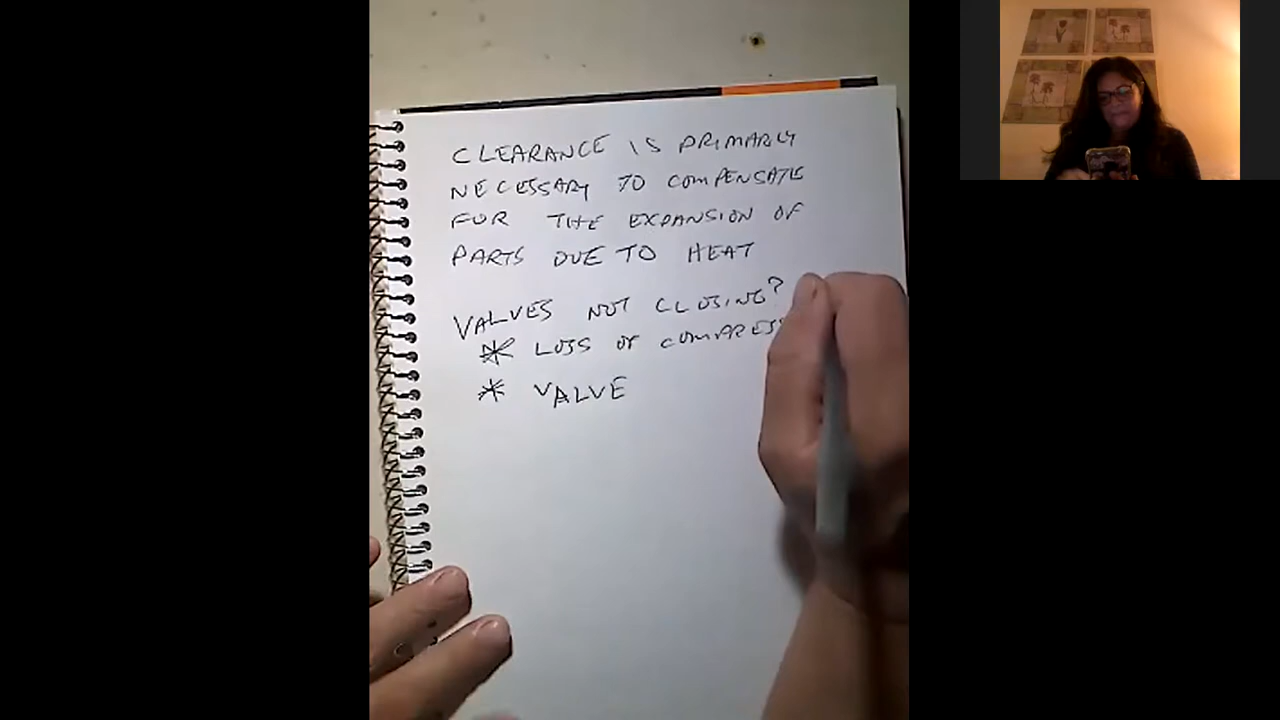 CLEARANCE IS PRIMARLY
NECESSARY TO COMPENSATE
FOR THE EXPANSION OF
PARTS DUE TO HEAT
VALVES NOT CLOSING?
* LOSS OF COMPRESS
* VALVE